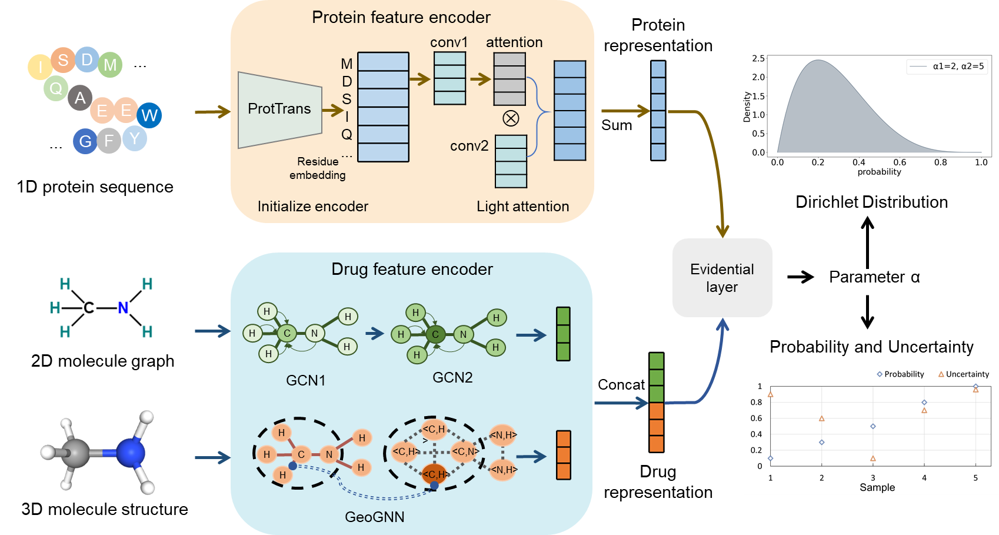 Protein feature encoder
I S D M ...
Q A E E W
... G F Y
1D protein sequence
ProtTrans
M
D
S
I
Q
...
Residue
embedding
Initialize encoder
conv1
attention
conv2
Light attention
Sum
Protein
representation
2.5
2.0
1.5
1.0
0.5
0.0
Density
α1=2, α2=5
0.0 0.2 0.4 0.6 0.8 1.0
probability
Dirichlet Distribution
Evidential
layer
Parameter α
Probability and Uncertainty
Probability Uncertainty
1
0.8
0.6
0.4
0.2
0
1 2 3 4 5
Sample
Drug feature encoder
H H
H C N
H H
2D molecule graph
H H
H C N
H H
GCN1
H H
H C N
H H
GCN2
3D molecule structure
H H
H C N
H H
<C,H
>
<N,H>
<C,H> <C,N>
<C,H> <N,H>
GeoGNN
Concat
Drug
representation